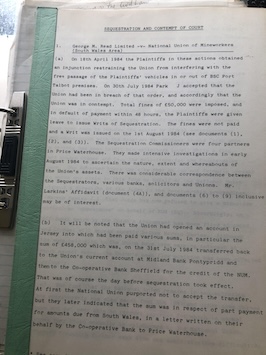 SEQUESTRATION AND CONTEMPT OF COURT
1. George M. Read Limited -v- National Union of Mineworkers
(South Wales Area)
(a) On 18th April 1984 the Plaintiffs in these actions obtained
an injunction restraining the Union from interfering with the
free passage of the Plaintiffs' vehicles in or out of BSC Port
Talbot premises. On 30th July 1984 Park J accepted that the
Union had been in breach of that order, and accordingly that the
Union was in contempt. Total fines of £50,000 were imposed, and
in default of payment within 48 hours, the Plaintiffs were given
leave to issue Writs of Sequestration. The fines were not paid
and a Writ was issued on the 1st August 1984 (see documents (1),
(2), and (3)). The Sequestration Commissioners were four partners
in Price Waterhouse. They made intensive investigations in early
August 1984 to ascertain the nature, extent and whereabouts of
the Union's assets. There was considerable correspondence between
the Sequestrators, various banks, solicitors and Unions. Mr.
Larkins' Affidavit (document (4A)), and documents (4) to (8) inclusive
may be of interest.
(b) It will be noted that the Union had opened an account in
Jersey into which had been paid various sums, in particular the
sum of £458,000 which was, on the 31st July 1984 transferred back
to the Union's current account at Midland Bank Pontypridd and
then to the Co-operative Bank Sheffield for the credit of the NUM.
That was of course the day before sequestration took effect.
At first the National Union purported not to accept the transfer,
but they later indicated that the sum was in respect of part payment
for amounts due from South Wales, in a letter written on their
behalf by the Co-operative Bank to Price Waterhouse.